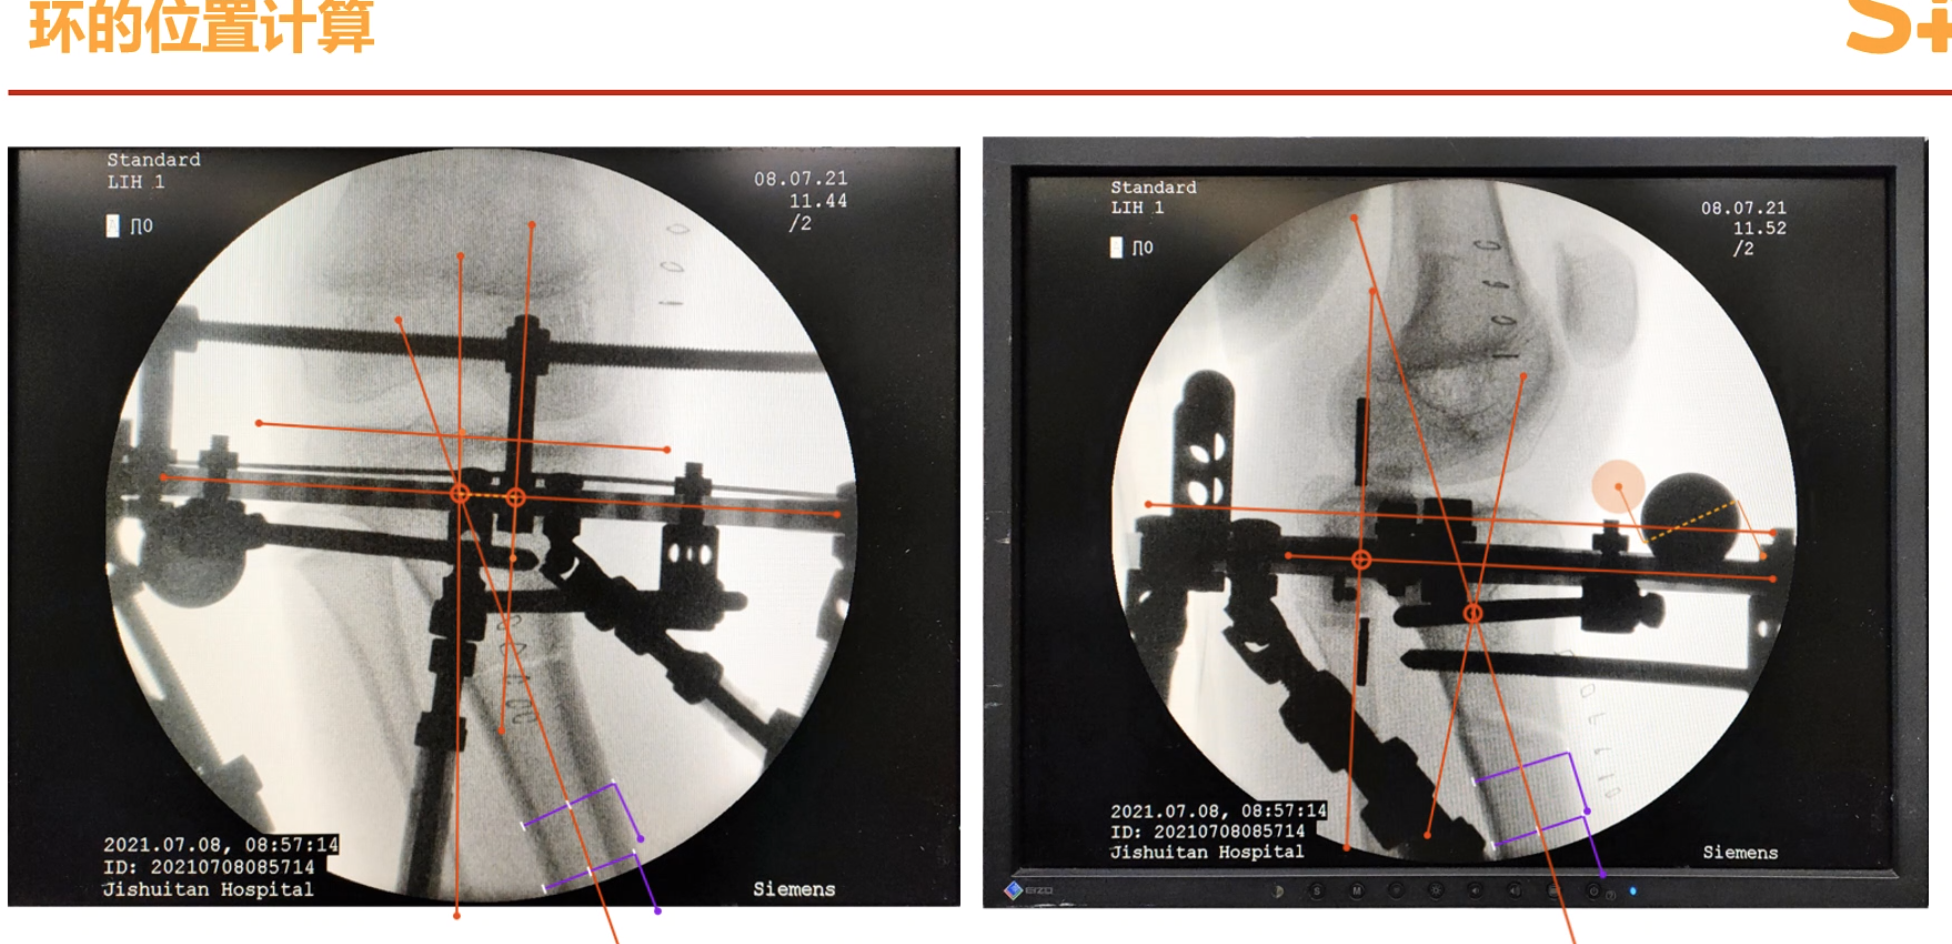 环的位置计算
Standard
LIH 1
08.07.21
11.44
/2
2021.07.08, 08:57:14
ID: 20210708085714
Jishuitan Hospital
Siemens
Standard
LIH 1
08.07.21
11.52
/2
2021.07.08, 08:57:14
ID: 20210708085714
Jishuitan Hospital
Siemens
EIZO